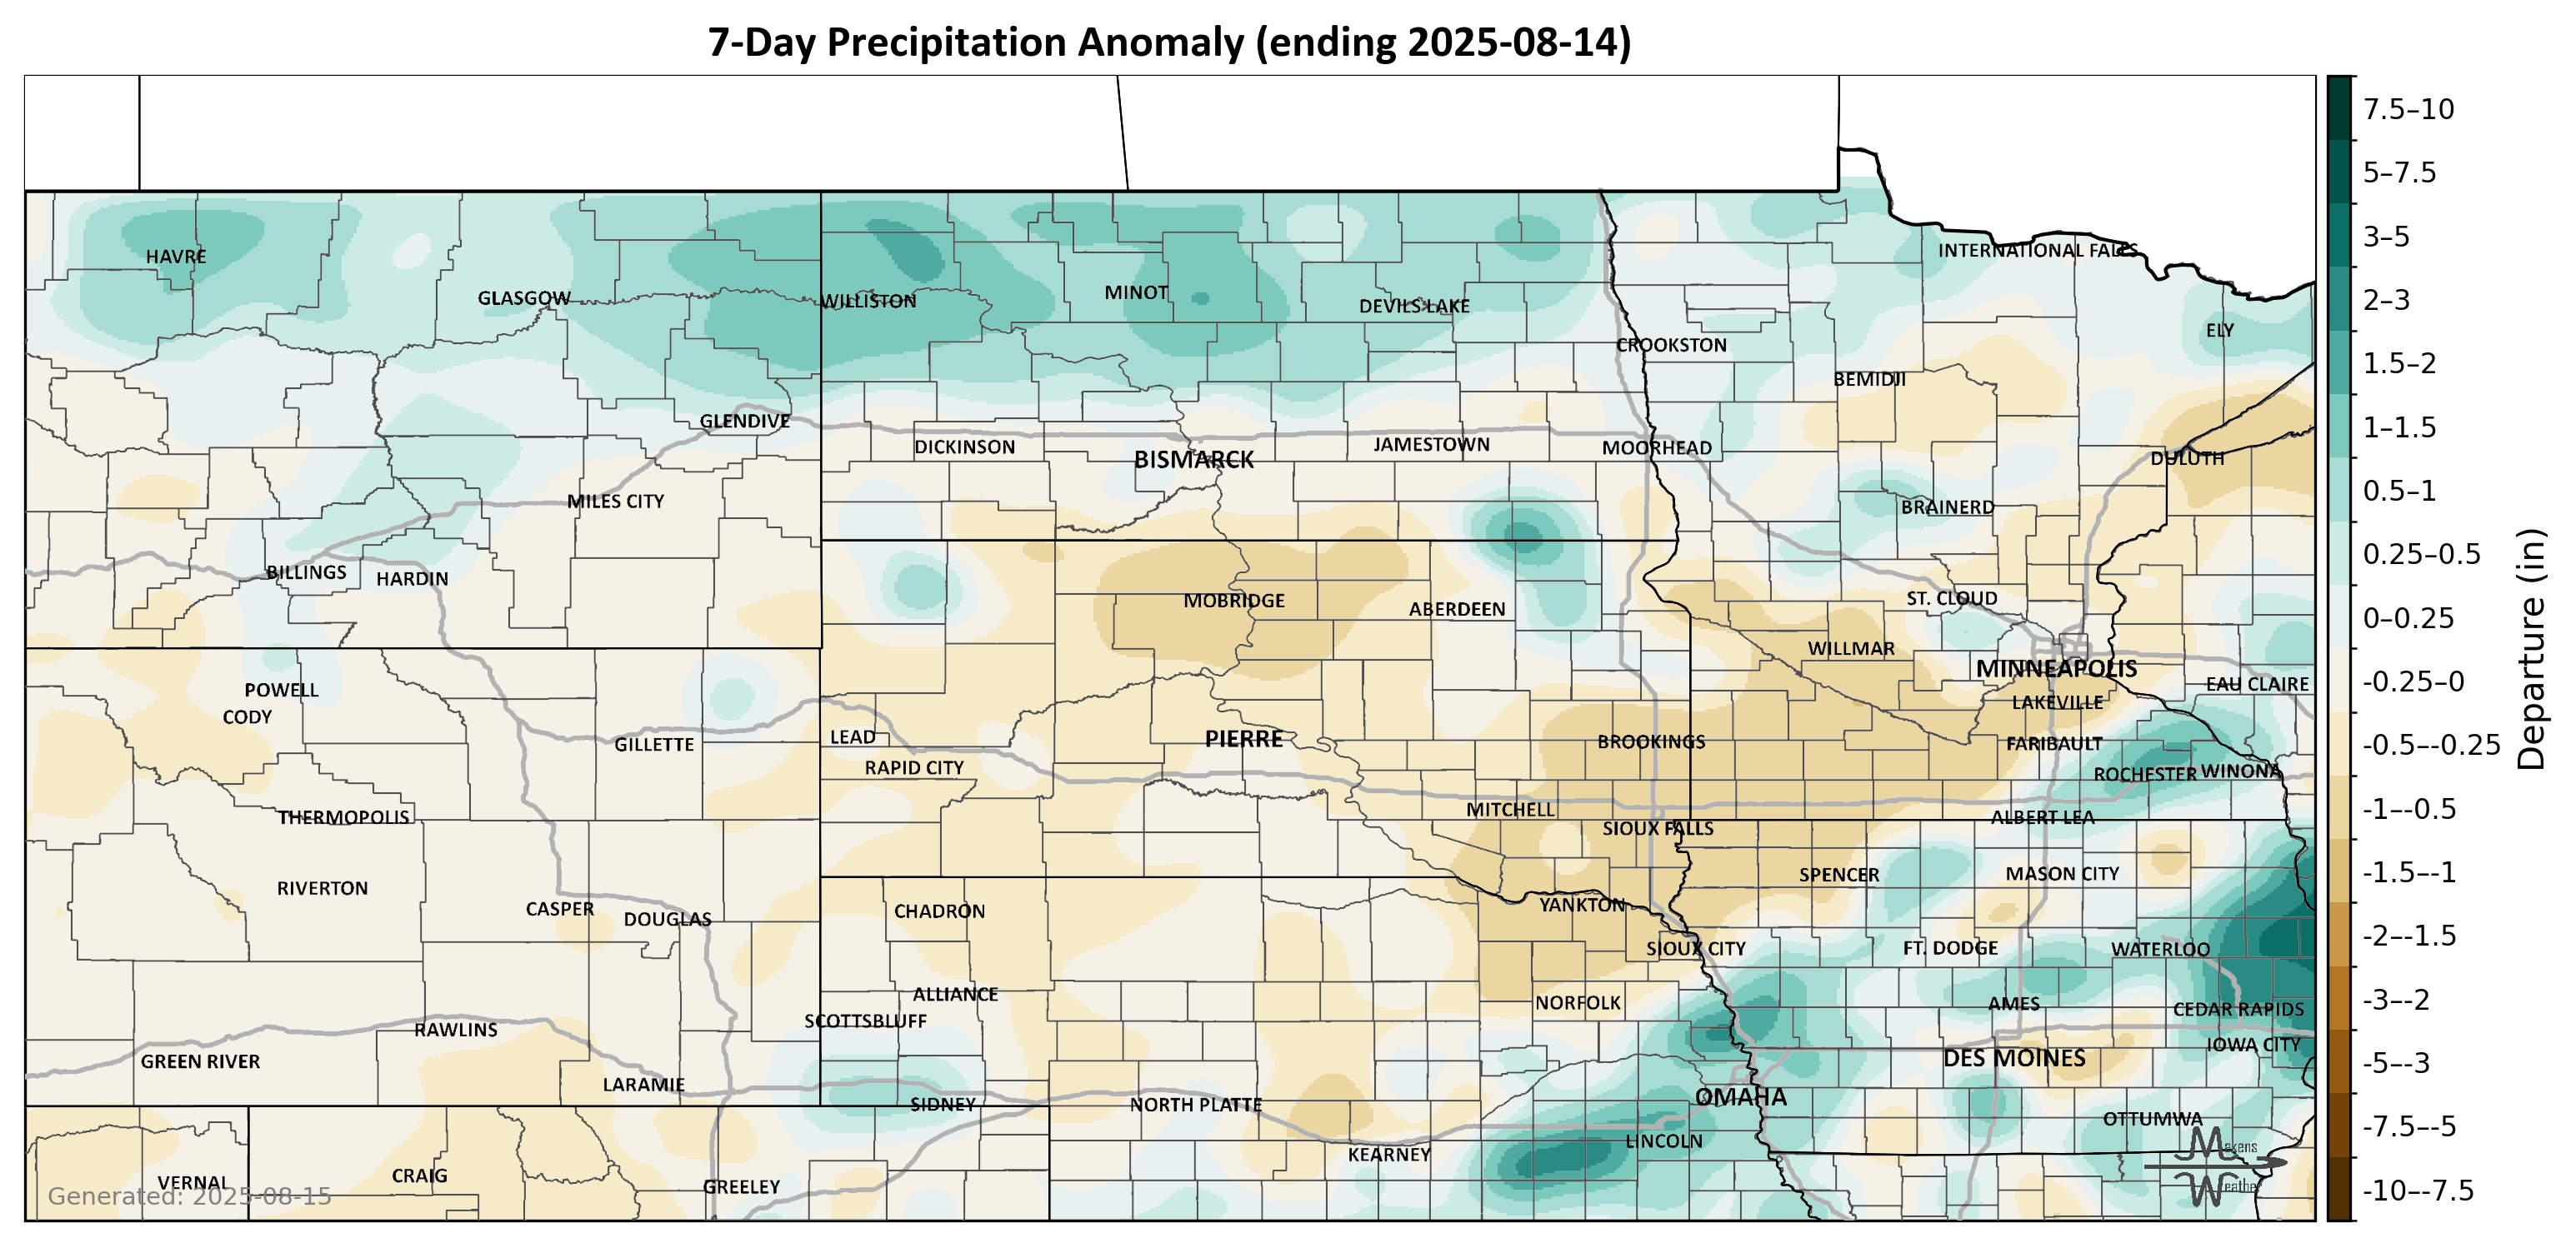 7-Day Precipitation Anomaly (ending 2025-08-14)
7.5–10
5–7.5
3–5
2–3
1.5–2
1–1.5
0.5–1
0.25–0.5
0–0.25
-0.25–0
-0.5–-0.25
-1–-0.5
-1.5–-1
-2–-1.5
-3–-2
-5–-3
-7.5–-5
-10–-7.5
Departure (in)
INTERNATIONAL FALLS
HAVRE
GLASGOW
WILLISTON
MINOT
DEVILS LAKE
ELY
CROOKSTON
BEMIDJI
GLENDIVE
DICKINSON
BISMARCK
JAMESTOWN
MOORHEAD
DULUTH
MILES CITY
BRAINERD
BILLINGS
HARDIN
MOBRIDGE
ABERDEEN
ST. CLOUD
WILLMAR
MINNEAPOLIS
POWELL
EAU CLAIRE
CODY
LAKEVILLE
GILLETTE
LEAD
PIERRE
BROOKINGS
FARIBAULT
RAPID CITY
ROCHESTER
WINONA
THERMOPOLIS
MITCHELL
ALBERT LEA
SIOUX FALLS
RIVERTON
SPENCER
MASON CITY
CASPER
DOUGLAS
CHADRON
YANKTON
SIOUX CITY
FT. DODGE
WATERLOO
ALLIANCE
NORFOLK
AMES
CEDAR RAPIDS
SCOTTSBLUFF
RAWLINS
GREEN RIVER
DES MOINES
IOWA CITY
LARAMIE
SIDNEY
NORTH PLATTE
OMAHA
OTTUMWA
LINCOLN
KEARNEY
VERNAL
CRAIG
GREELEY
Generated: 2025-08-15
Makens
Weather